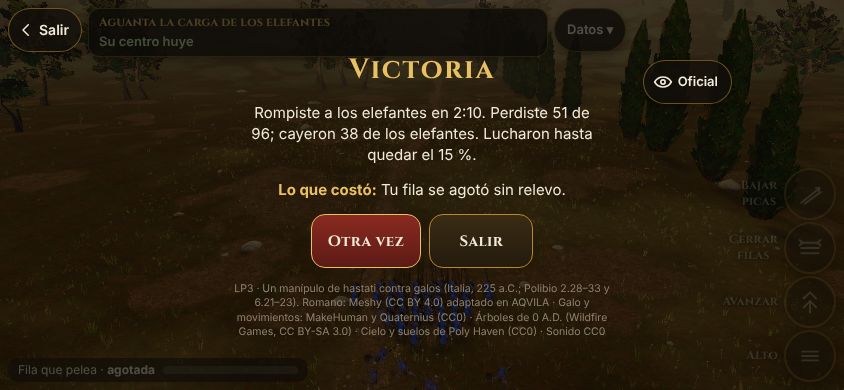 Salir
Aguanta la carga de los elefantes
Su centro huye
Datos ▾
Victoria
Oficial
Rompiste a los elefantes en 2:10. Perdiste 51 de
96; cayeron 38 de los elefantes. Lucharon hasta
quedar el 15 %.
Lo que costó: Tu fila se agotó sin relevo.
Otra vez
Salir
Bajar
picas
Cerrar
filas
Avanzar
Alto
LP3 · Un manípulo de hastati contra galos (Italia, 225 a.C.; Polibio 2.28–33 y
6.21–23). Romano: Meshy (CC BY 4.0) adaptado en AQVILA · Galo y
movimientos: MakeHuman y Quaternius (CC0) · Árboles de 0 A.D. (Wildfire
Games, CC BY-SA 3.0) · Cielo y suelos de Poly Haven (CC0) · Sonido CC0
Fila que pelea · agotada